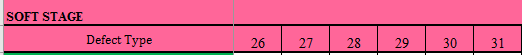 SOFT STAGE
Defect Type 26 27 28 29 30 31